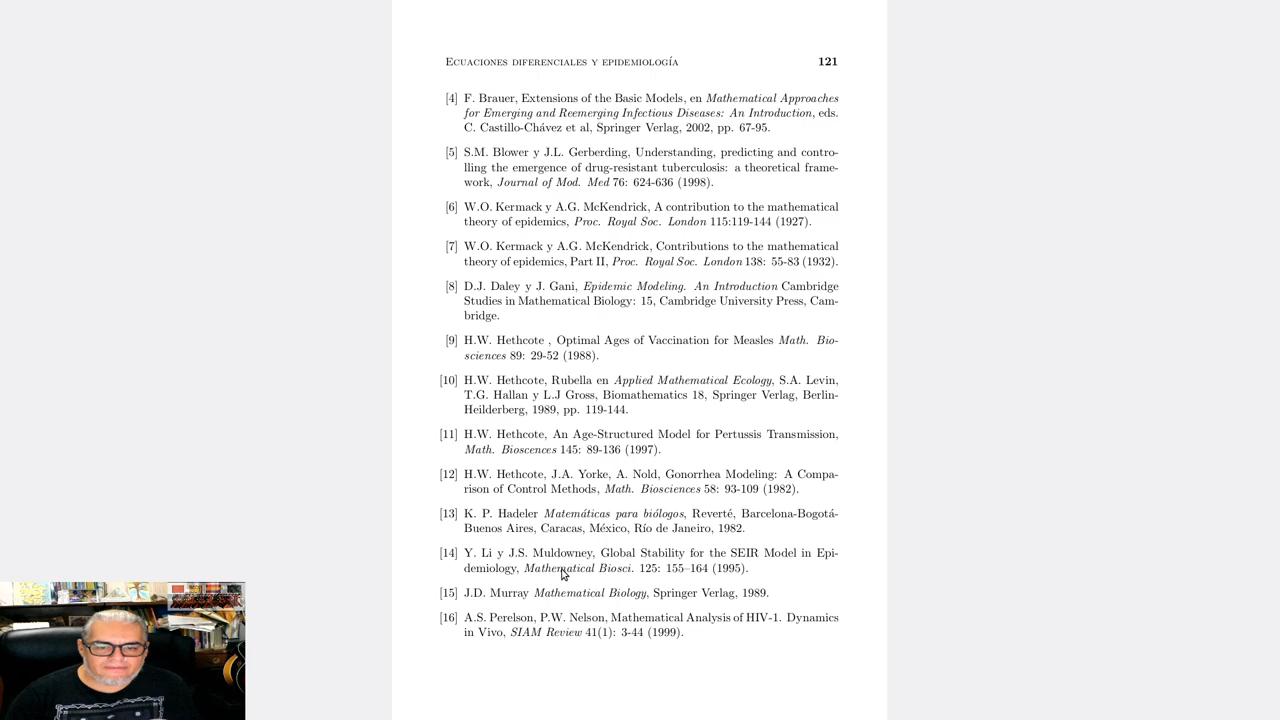 Ecuaciones diferenciales y epidemiología 121
[4] F. Brauer, Extensions of the Basic Models, en Mathematical Approaches
for Emerging and Reemerging Infectious Diseases: An Introduction, eds.
C. Castillo-Chávez et al, Springer Verlag, 2002, pp. 67-95.
[5] S.M. Blower y J.L. Gerberding, Understanding, predicting and contro-
lling the emergence of drug-resistant tuberculosis: a theoretical frame-
work, Journal of Mod. Med 76: 624-636 (1998).
[6] W.O. Kermack y A.G. McKendrick, A contribution to the mathematical
theory of epidemics, Proc. Royal Soc. London 115:119-144 (1927).
[7] W.O. Kermack y A.G. McKendrick, Contributions to the mathematical
theory of epidemics, Part II, Proc. Royal Soc. London 138: 55-83 (1932).
[8] D.J. Daley y J. Gani, Epidemic Modeling. An Introduction Cambridge
Studies in Mathematical Biology: 15, Cambridge University Press, Cam-
bridge.
[9] H.W. Hethcote , Optimal Ages of Vaccination for Measles Math. Bio-
sciences 89: 29-52 (1988).
[10] H.W. Hethcote, Rubella en Applied Mathematical Ecology, S.A. Levin,
T.G. Hallan y L.J Gross, Biomathematics 18, Springer Verlag, Berlin-
Heilderberg, 1989, pp. 119-144.
[11] H.W. Hethcote, An Age-Structured Model for Pertussis Transmission,
Math. Bioscences 145: 89-136 (1997).
[12] H.W. Hethcote, J.A. Yorke, A. Nold, Gonorrhea Modeling: A Compa-
rison of Control Methods, Math. Biosciences 58: 93-109 (1982).
[13] K. P. Hadeler Matemáticas para biólogos, Reverté, Barcelona-Bogotá-
Buenos Aires, Caracas, México, Río de Janeiro, 1982.
[14] Y. Li y J.S. Muldowney, Global Stability for the SEIR Model in Epi-
demiology, Mathematical Biosci. 125: 155–164 (1995).
[15] J.D. Murray Mathematical Biology, Springer Verlag, 1989.
[16] A.S. Perelson, P.W. Nelson, Mathematical Analysis of HIV-1. Dynamics
in Vivo, SIAM Review 41(1): 3-44 (1999).